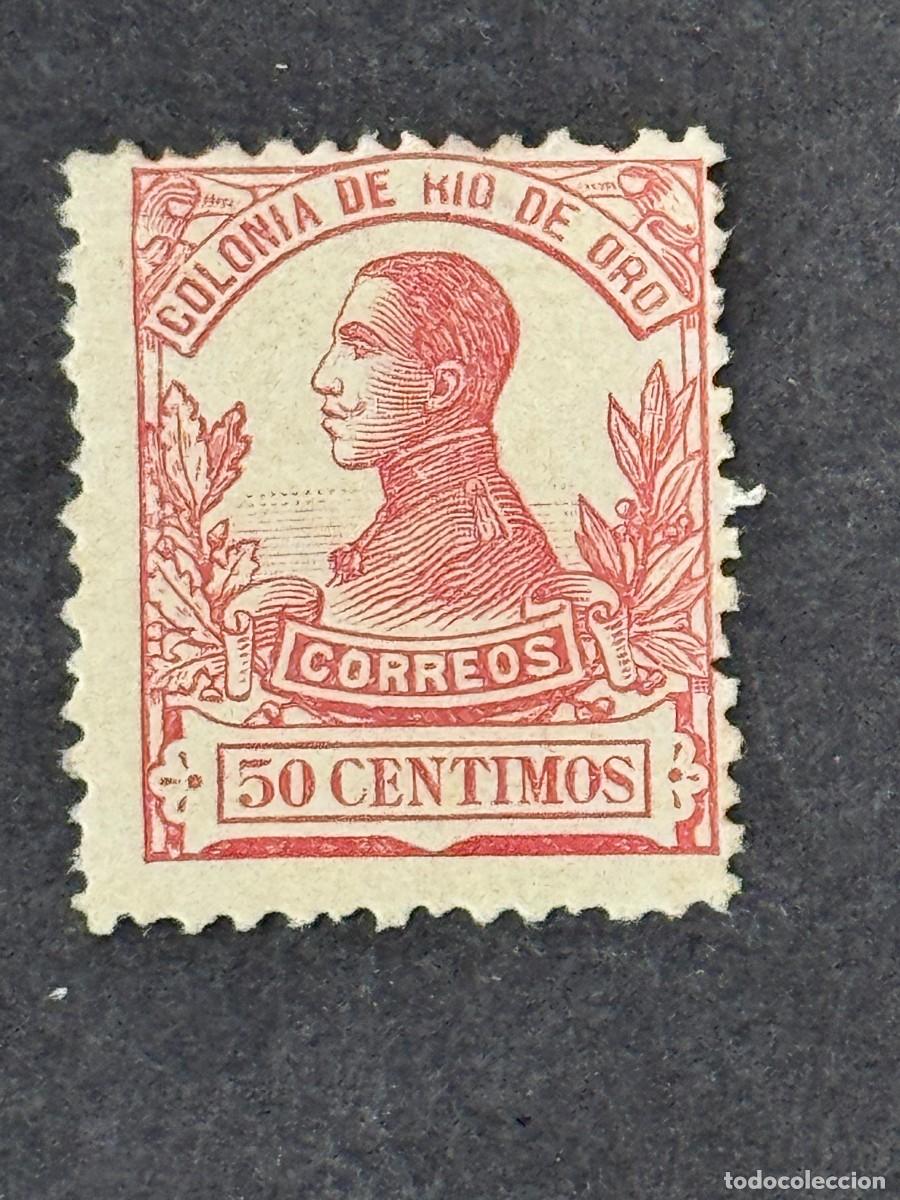 COLONIA DE RIO DE ORO
CORREOS
50 CENTIMOS
todocoleccion